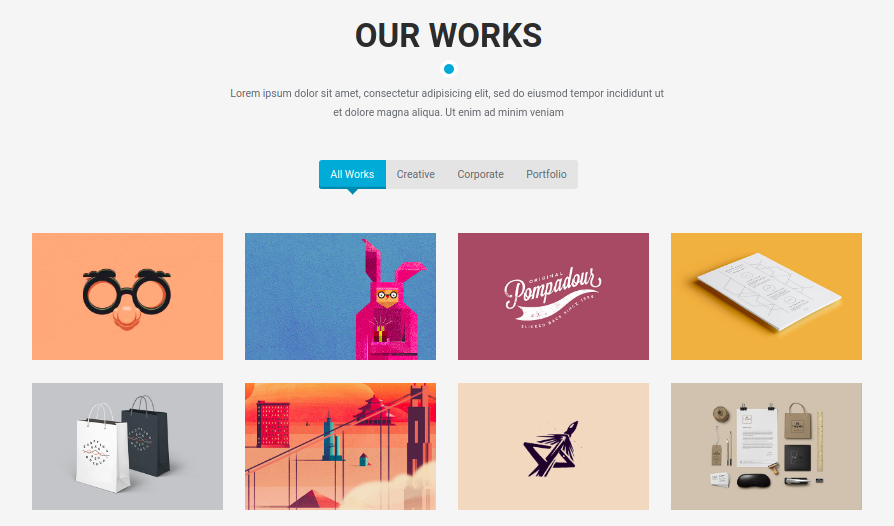 OUR WORKS
Lorem ipsum dolor sit amet, consectetur adipisicing elit, sed do eiusmod tempor incididunt ut
et dolore magna aliqua. Ut enim ad minim veniam
All Works
Creative
Corporate
Portfolio
ORIGINAL
Pompadour
SLICKED BACK SINCE